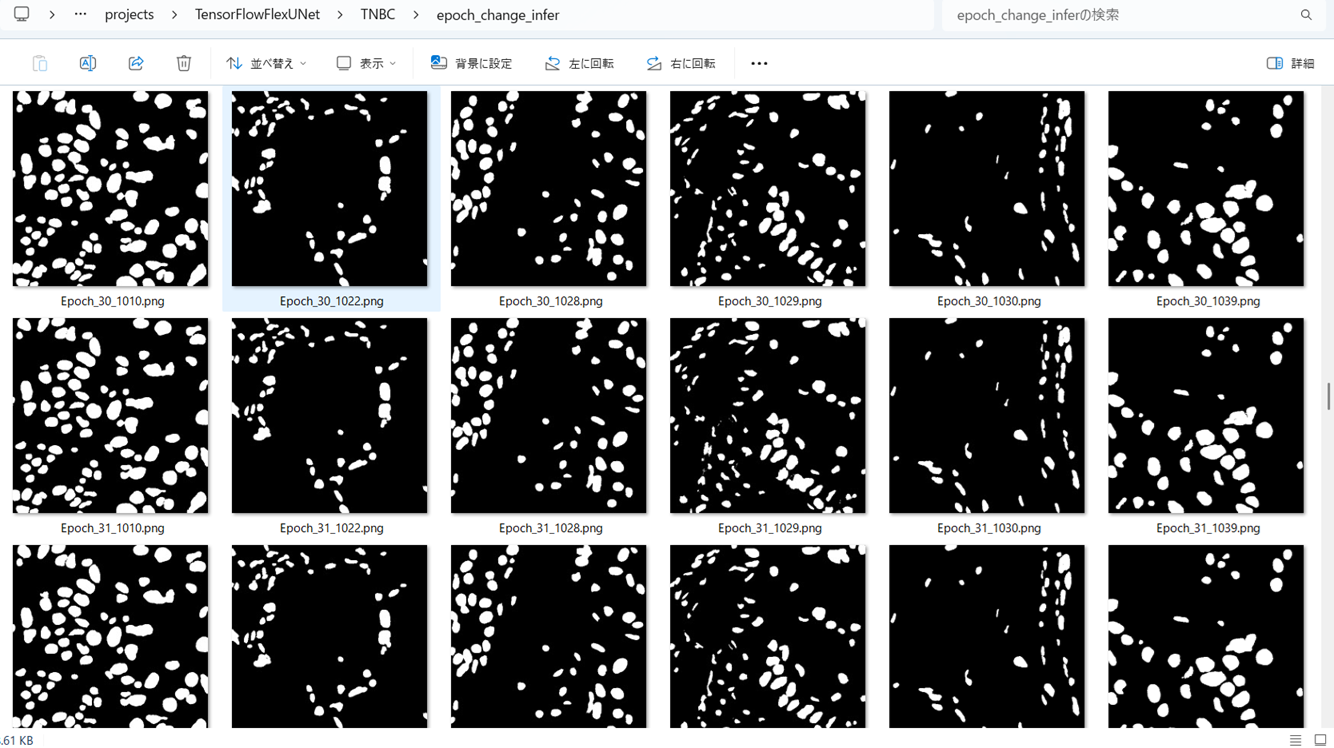 projects > TensorFlowFlexUNet > TNBC > epoch_change_infer
epoch_change_inferの検索
並べ替え 表示 背景に設定 左に回転 右に回転 詳細
Epoch_30_1010.png Epoch_30_1022.png Epoch_30_1028.png Epoch_30_1029.png Epoch_30_1030.png Epoch_30_1039.png
Epoch_31_1010.png Epoch_31_1022.png Epoch_31_1028.png Epoch_31_1029.png Epoch_31_1030.png Epoch_31_1039.png
.61 KB